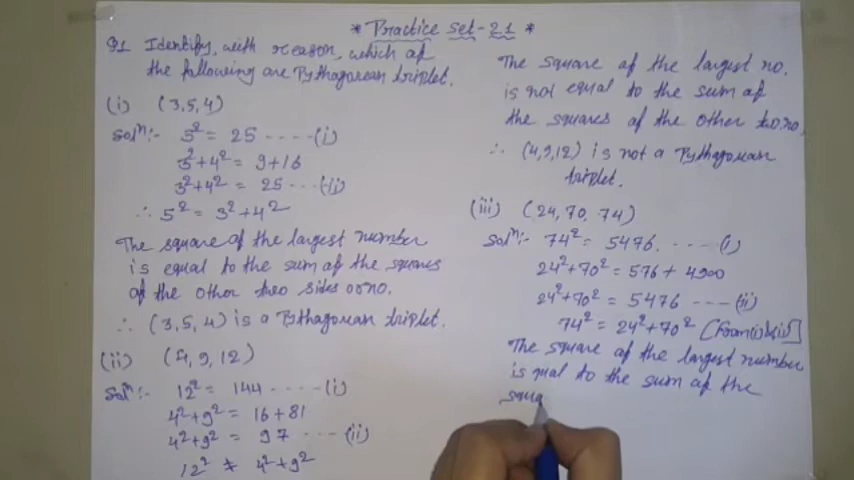 * Practice Set-2.1 *
Q1 Identify, with reason, which of
the following are Pythagorean triplet.
(i) (3,5,4)
Solⁿ:- 5² = 25 ---- (i)
3²+4² = 9+16
3²+4² = 25 --- (ii)
∴ 5² = 3²+4²
The square of the largest number
is equal to the sum of the squares
of the other two sides or no.
∴ (3,5,4) is a Pythagorean triplet.
(ii) (4,9,12)
Solⁿ:- 12² = 144 ---- (i)
4²+9² = 16+81
4²+9² = 97 --- (ii)
12² ≠ 4²+9²
The square of the largest no.
is not equal to the sum of
the squares of the other two no.
∴ (4,9,12) is not a Pythagorean
triplet.
(iii) (24,70,74)
Solⁿ:- 74² = 5476. ---- (i)
24²+70² = 576+4900
24²+70² = 5476 --- (ii)
74² = 24²+70² [From(i)&(ii)]
The square of the largest number
is qual to the sum of the
squa